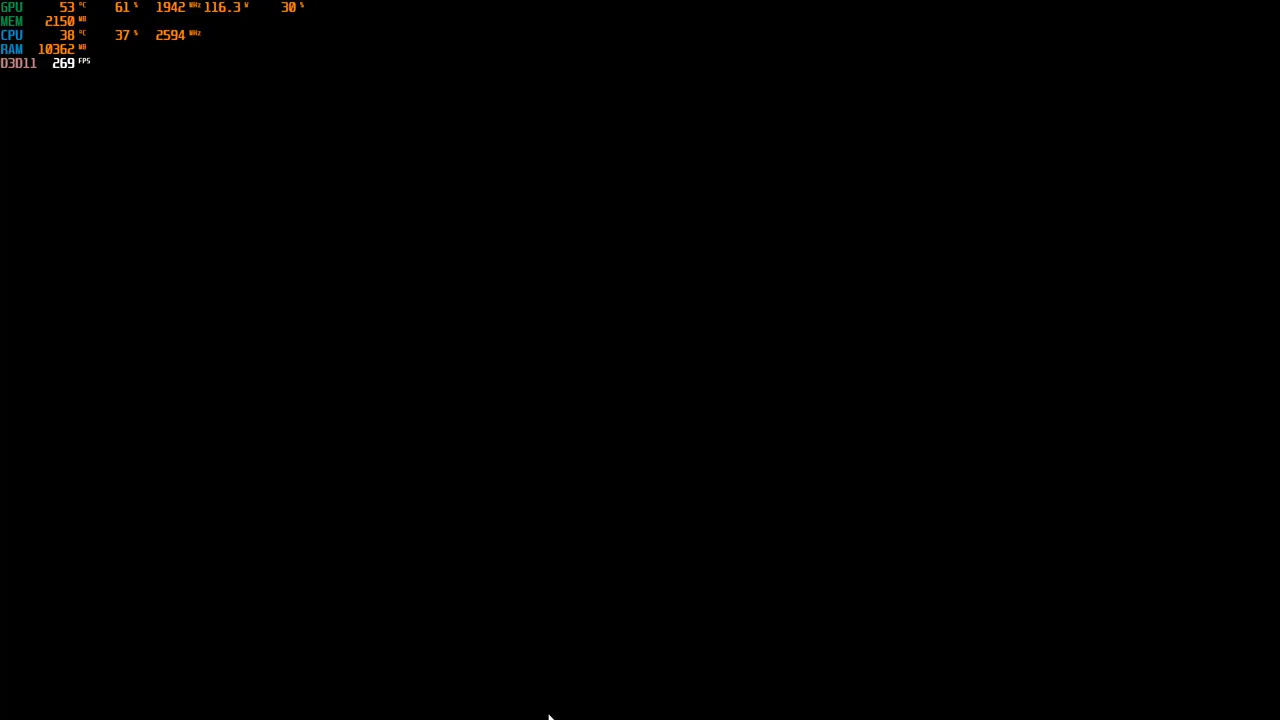 GPU 53 °C 61 % 1942 MHz 116.3 W 30 %
MEM 2150 MB
CPU 38 °C 37 % 2594 MHz
RAM 10362 MB
D3D11 269 FPS